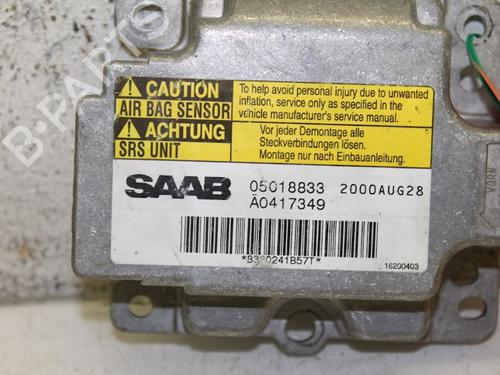 CAUTION
AIR BAG SENSOR
To help avoid personal injury due to unwanted
inflation, service only as specified in the
vehicle manufacturer's service manual.
ACHTUNG
SRS UNIT
Vor jeder Demontage alle
Steckverbindungen lösen.
Montage nur nach Einbauanleitung.
SAAB
05018833 2000AUG28
Ä0417349
16200403
B-PARTS